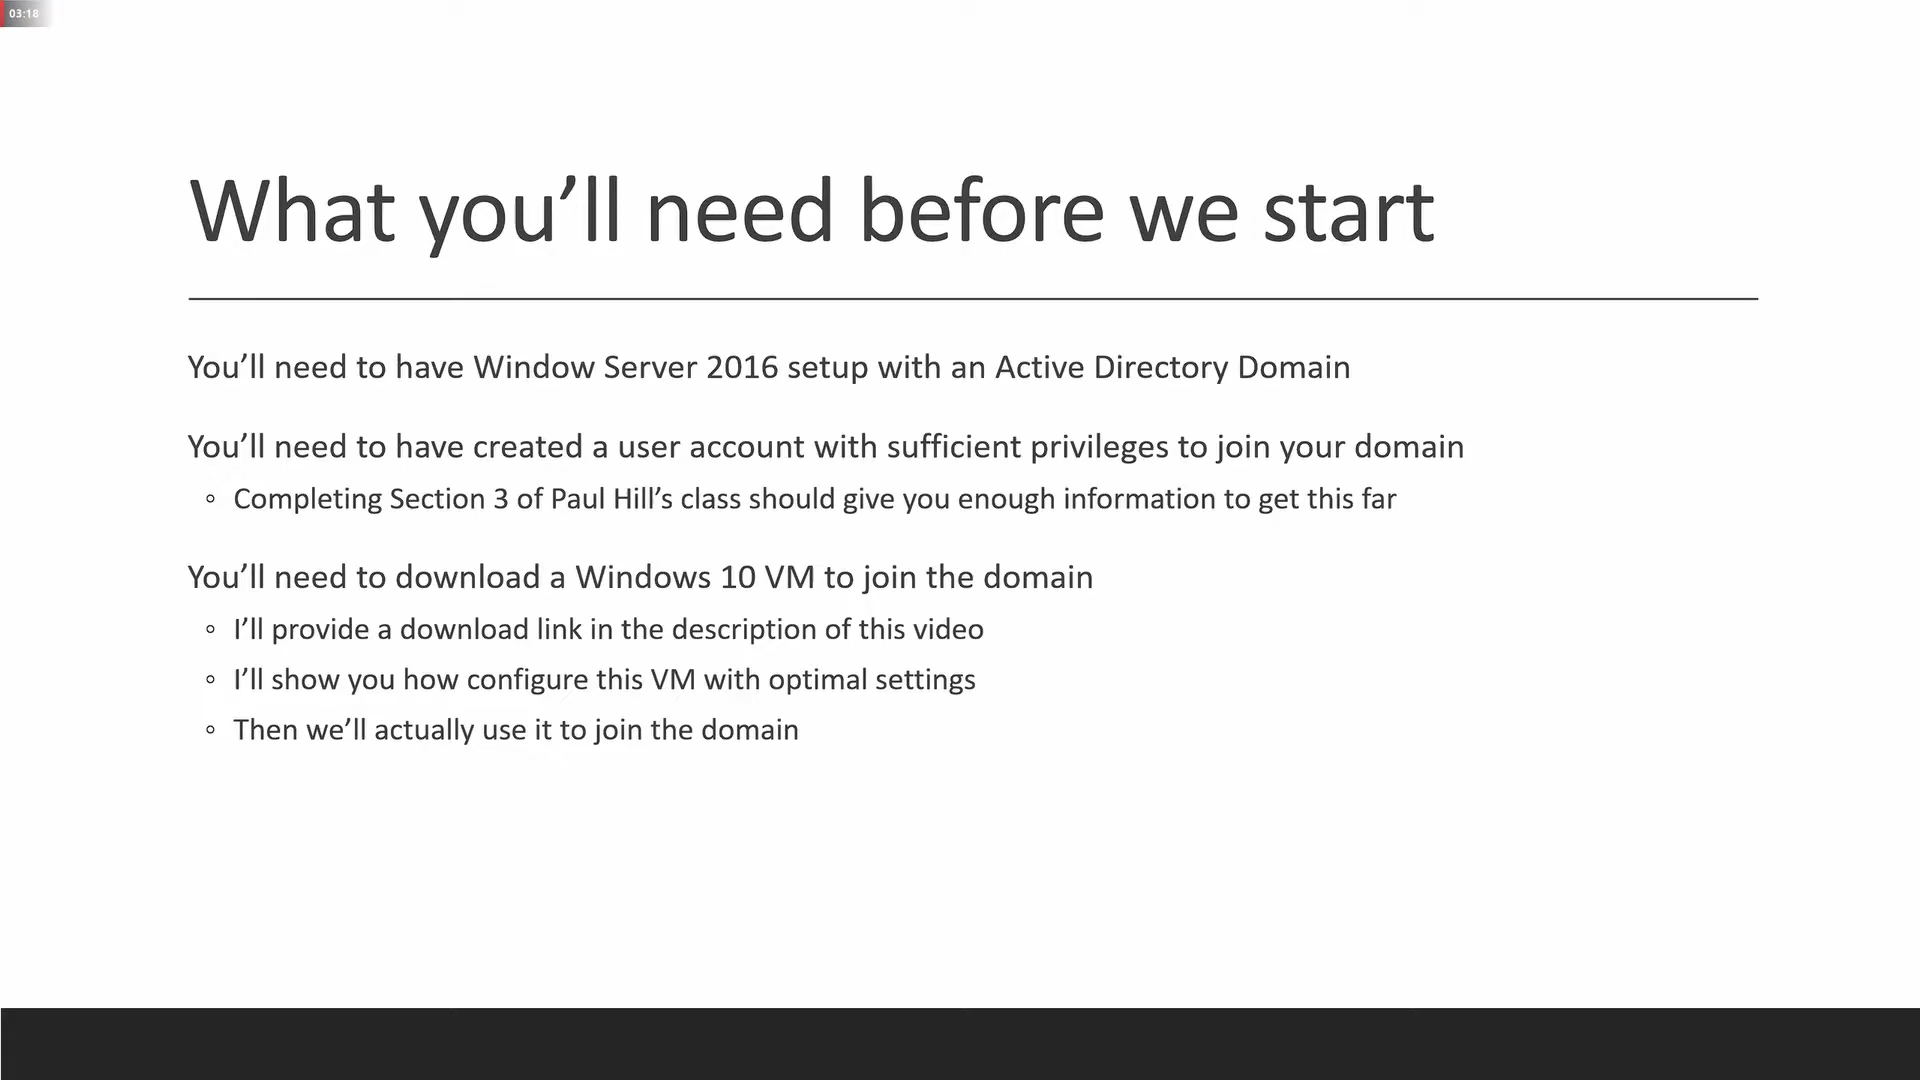 03:18
What you’ll need before we start
You’ll need to have Window Server 2016 setup with an Active Directory Domain
You’ll need to have created a user account with sufficient privileges to join your domain
◦ Completing Section 3 of Paul Hill’s class should give you enough information to get this far
You’ll need to download a Windows 10 VM to join the domain
◦ I’ll provide a download link in the description of this video
◦ I’ll show you how configure this VM with optimal settings
◦ Then we’ll actually use it to join the domain